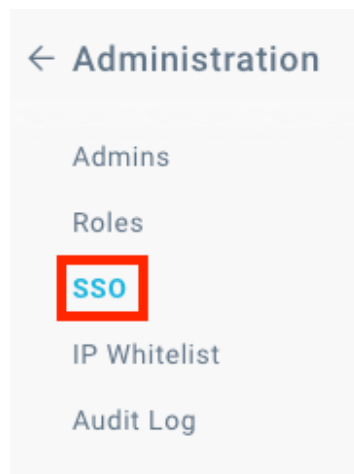 ← Administration
Admins
Roles
SSO
IP Whitelist
Audit Log